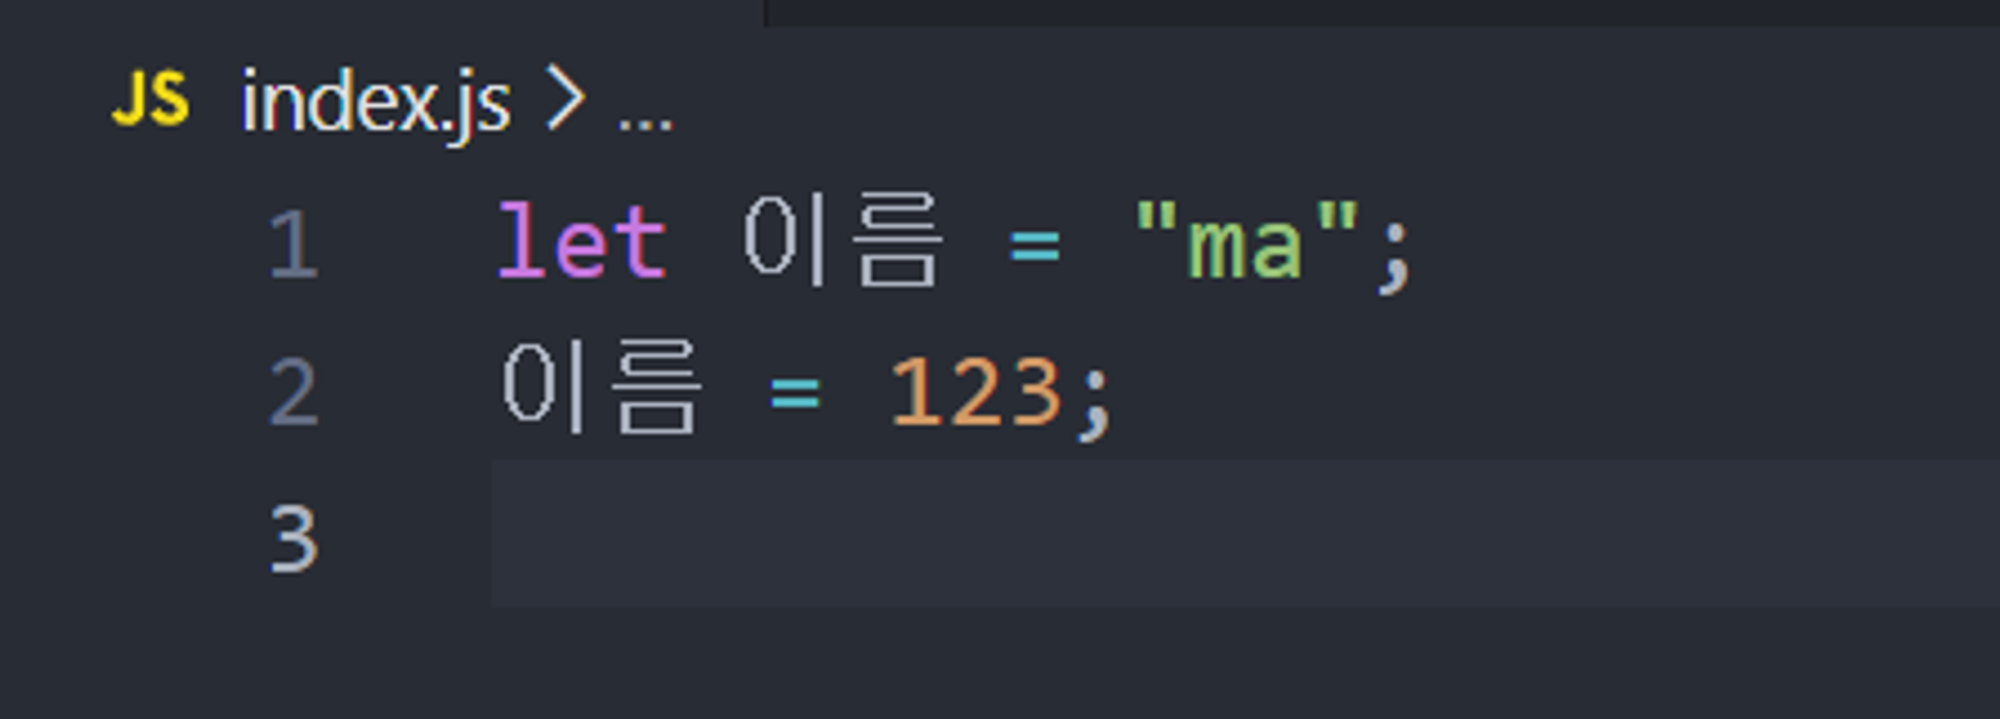 JS index.js > ...
1 let 이름 = "ma";
2 이름 = 123;
3